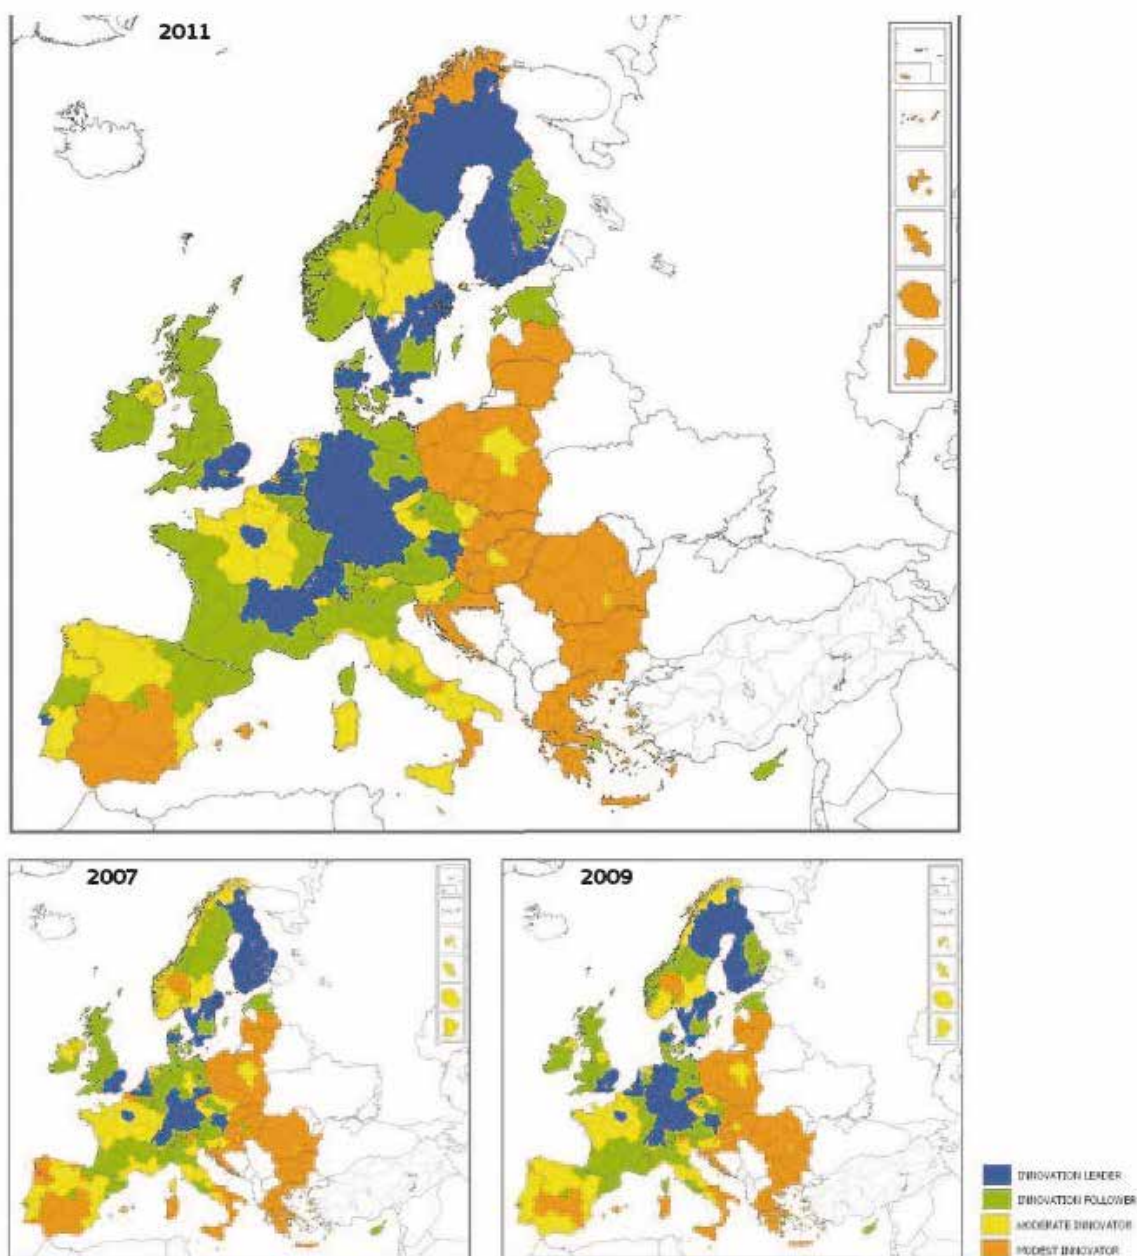 2011
2007
2009
INNOVATION LEADER
INNOVATION FOLLOWER
MODERATE INNOVATOR
MODEST INNOVATOR